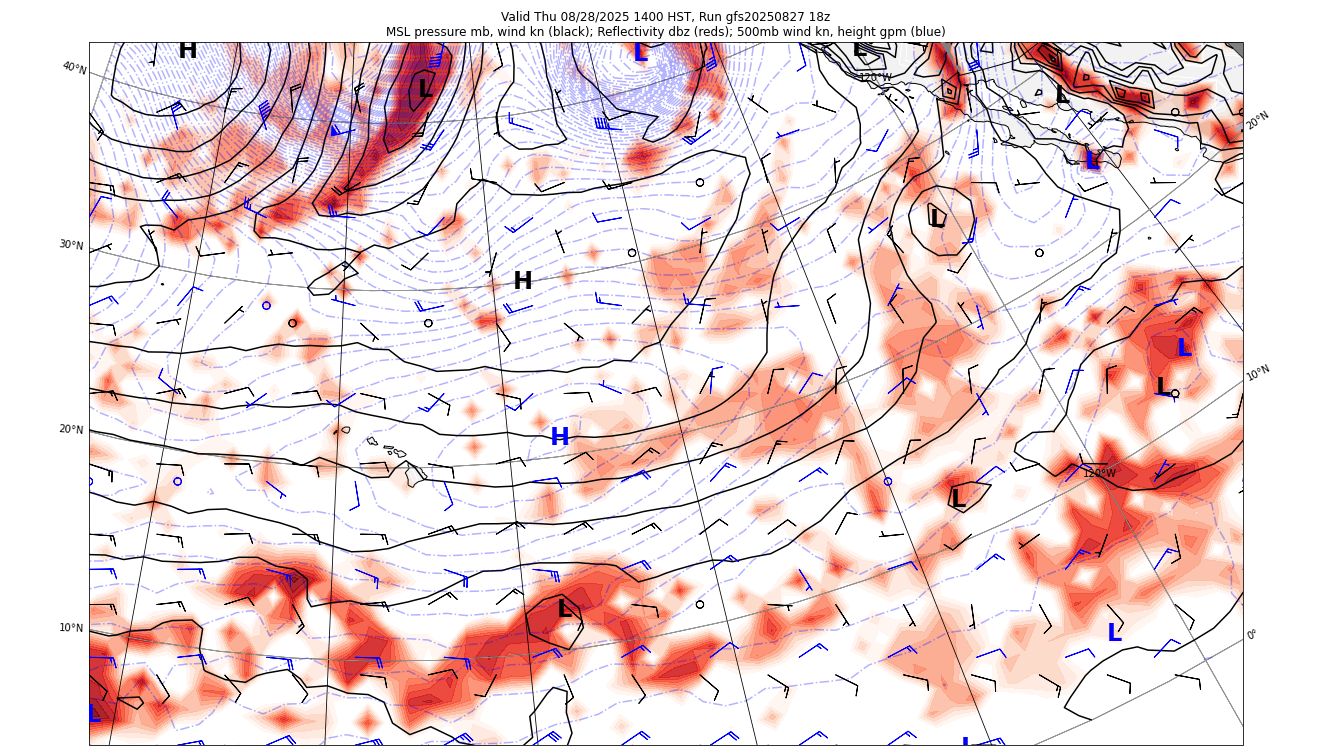 Valid Thu 08/28/2025 1400 HST, Run gfs20250827 18z
MSL pressure mb, wind kn (black); Reflectivity dbz (reds); 500mb wind kn, height gpm (blue)
H
L
L
L
40°N
120°W
L
20°N
L
L
30°N
H
L
10°N
L
20°N
H
120°W
L
L
10°N
L
0°
L
L